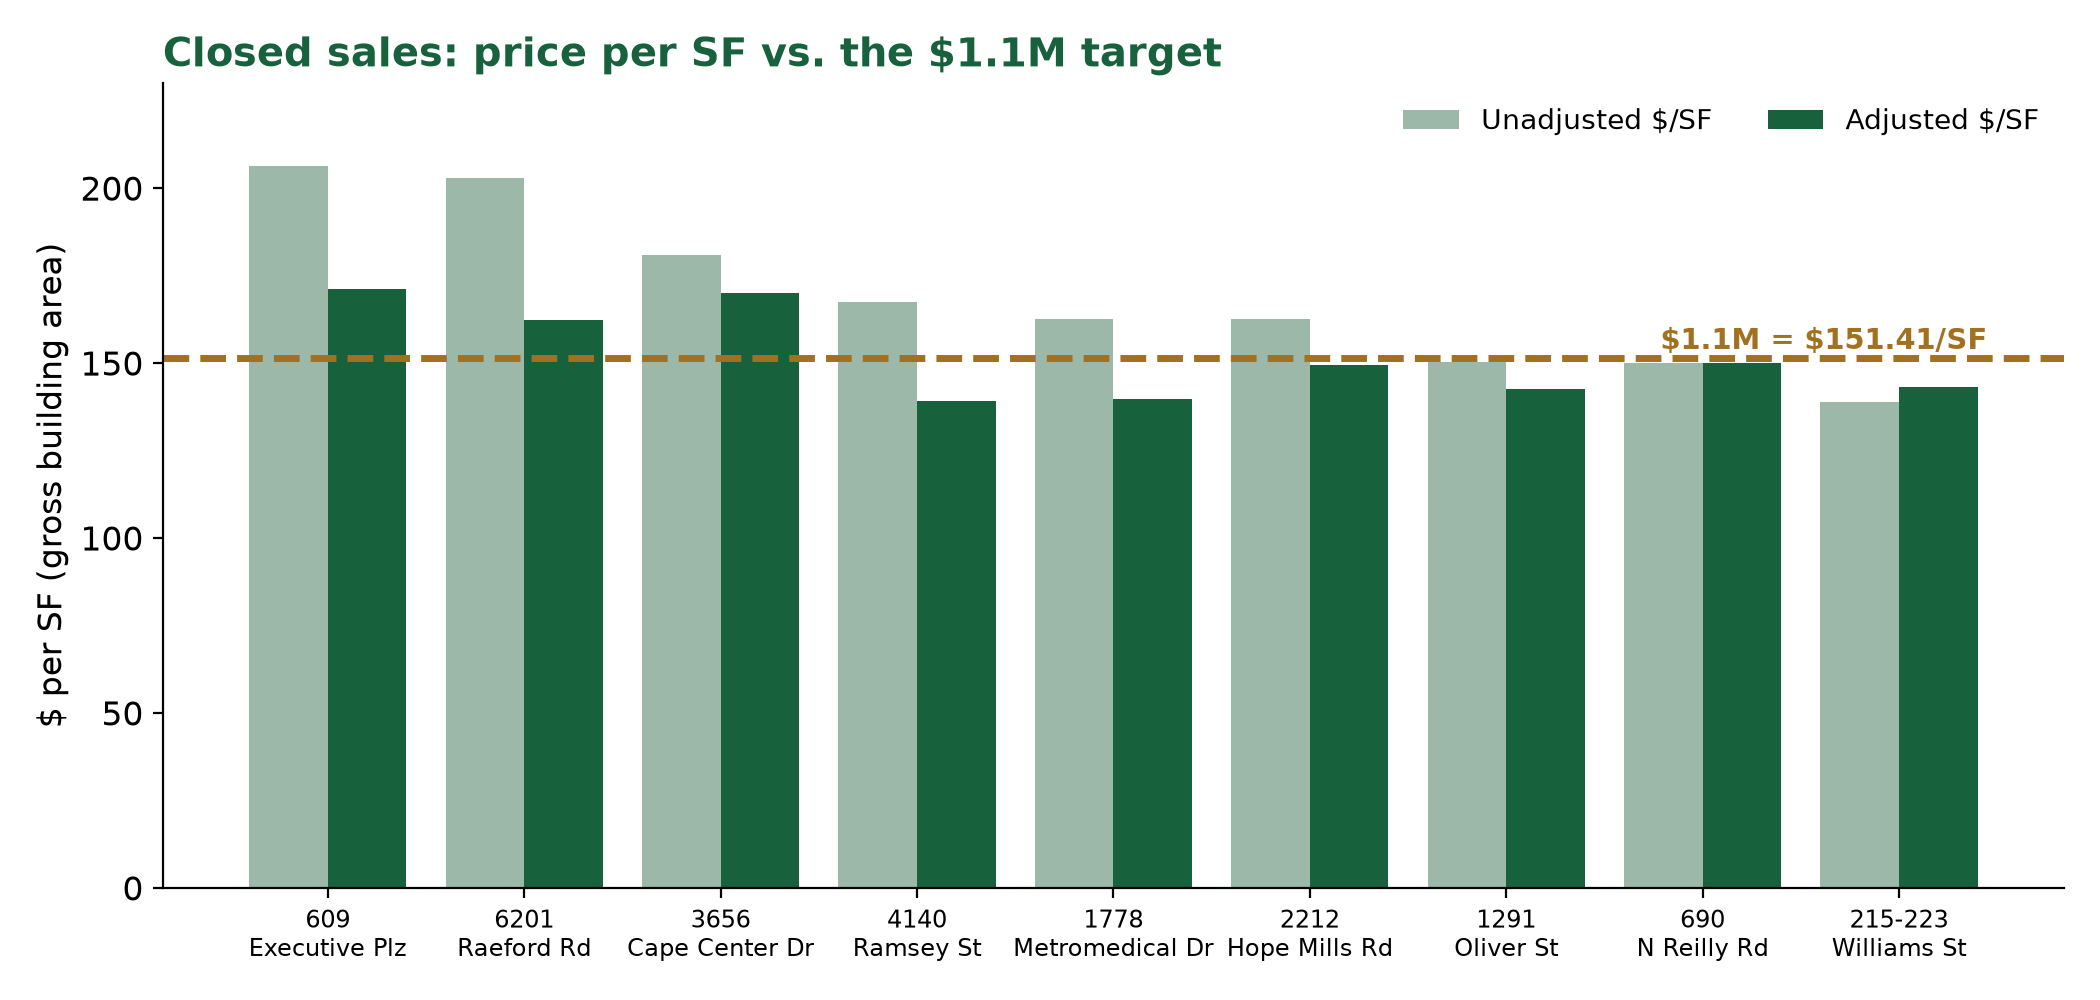 Closed sales: price per SF vs. the $1.1M target
Unadjusted $/SF
Adjusted $/SF
$ per SF (gross building area)
200
150
100
50
0
$1.1M = $151.41/SF
609
Executive Plz
6201
Raeford Rd
3656
Cape Center Dr
4140
Ramsey St
1778
Metromedical Dr
2212
Hope Mills Rd
1291
Oliver St
690
N Reilly Rd
215-223
Williams St